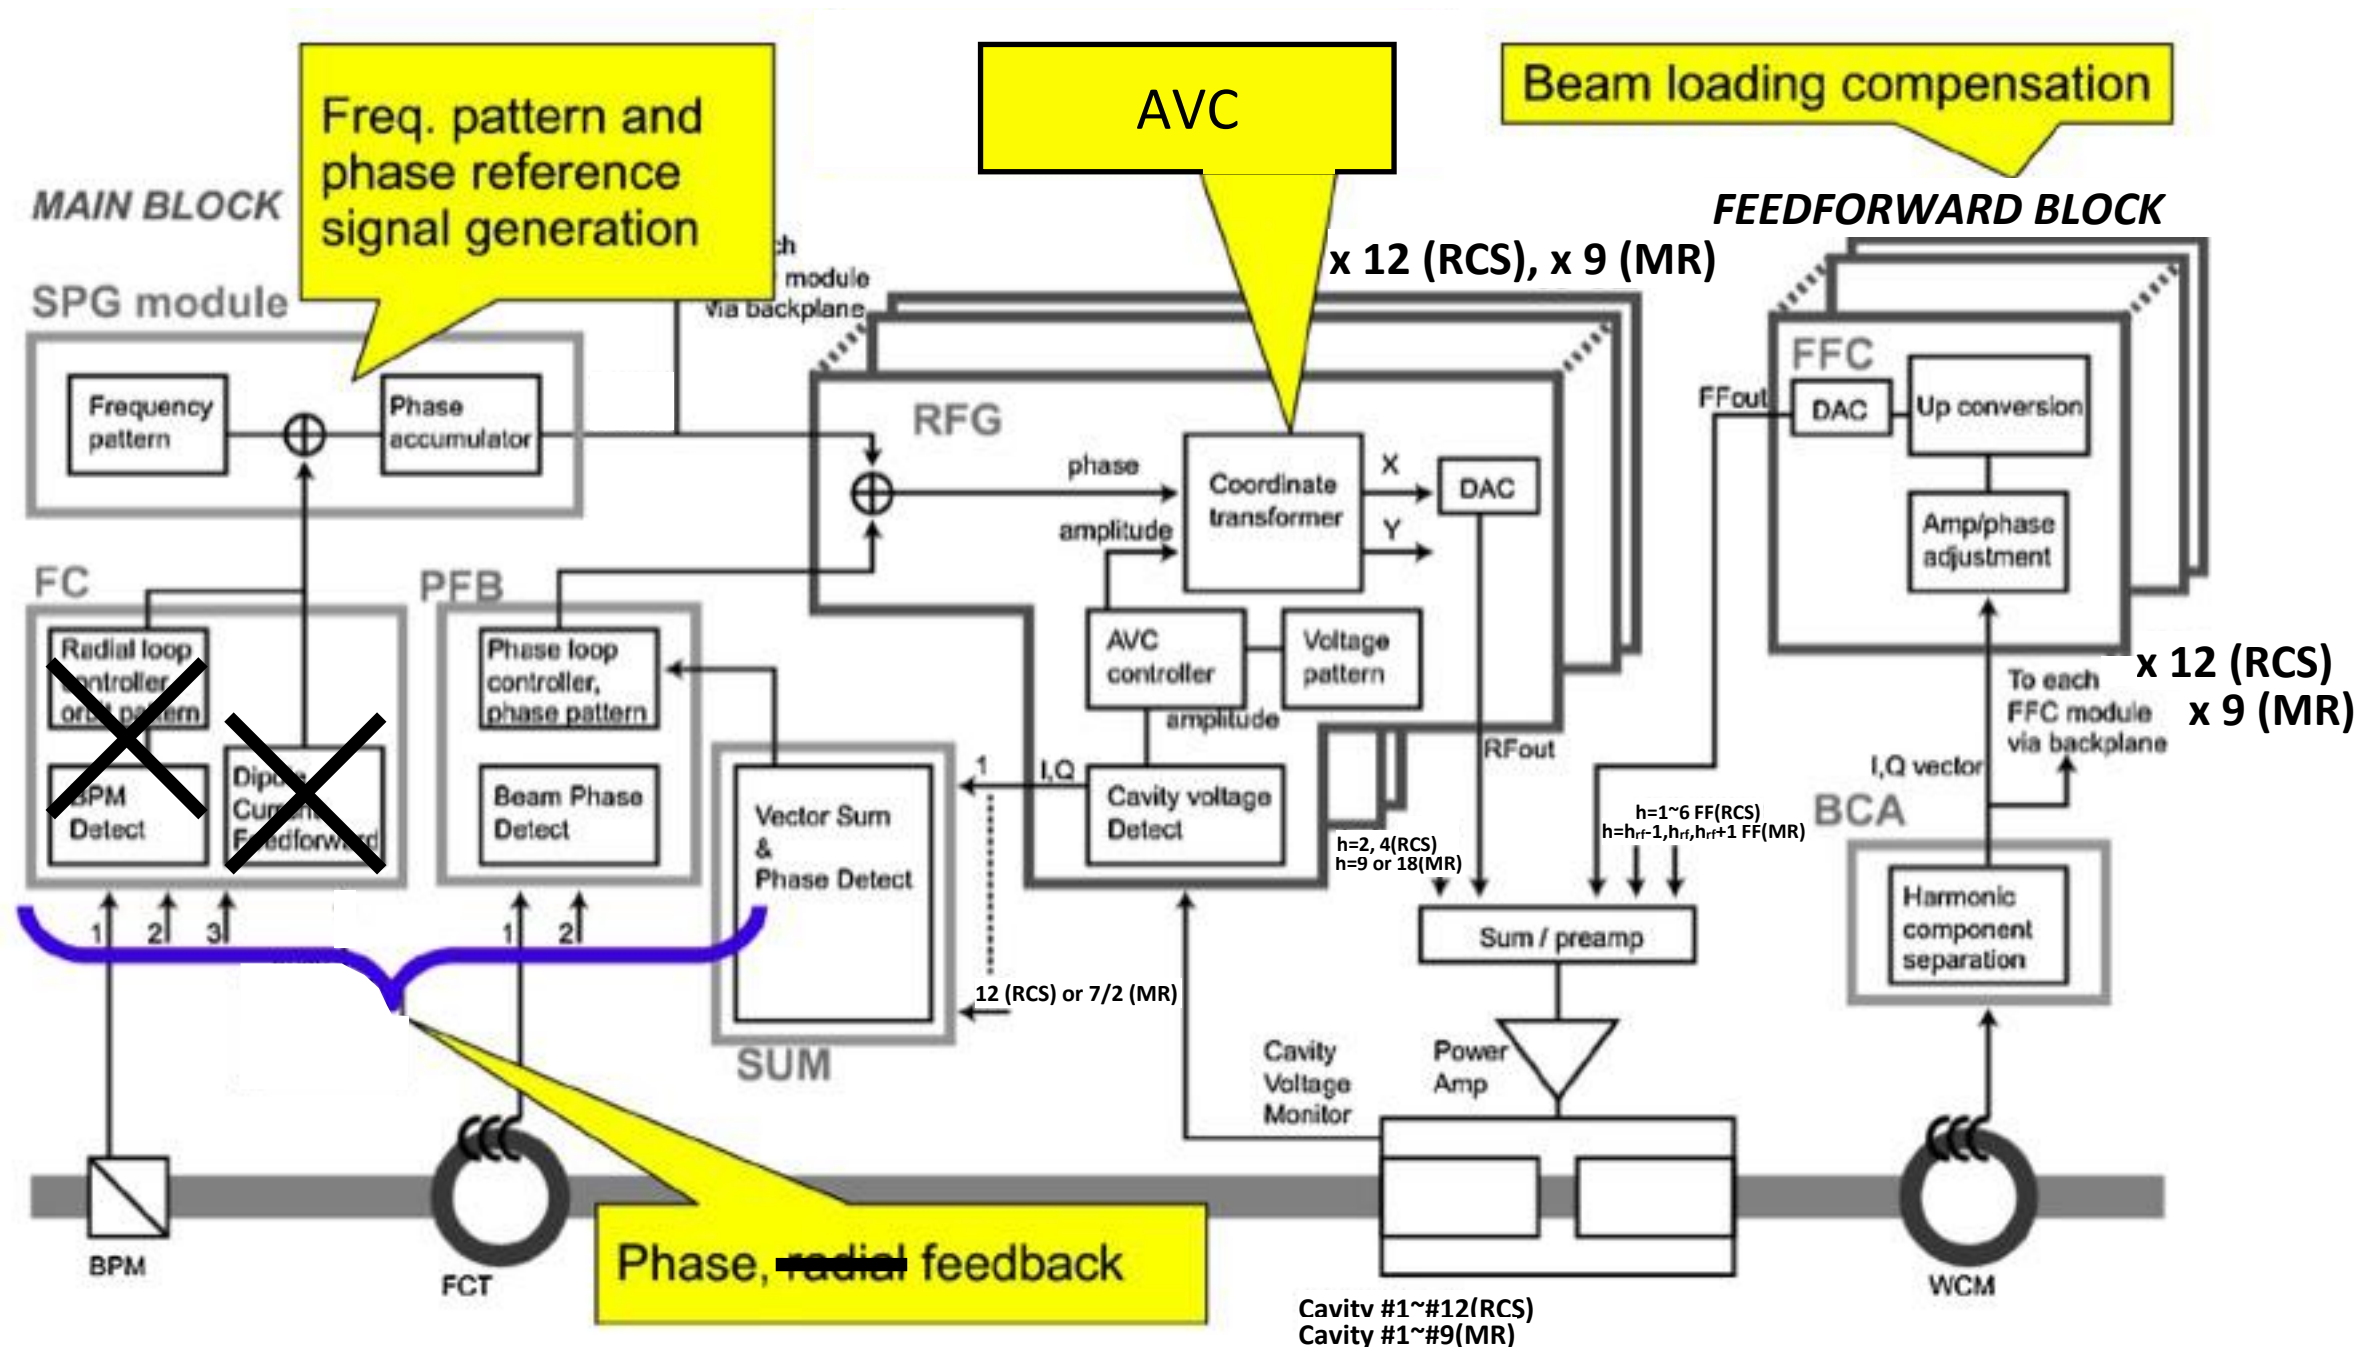 Freq. pattern and
phase reference
signal generation
AVC
Beam loading compensation
MAIN BLOCK
FEEDFORWARD BLOCK
x 12 (RCS), x 9 (MR)
module
via backplane
SPG module
Frequency
pattern
Phase
accumulator
RFG
phase
amplitude
Coordinate
transformer
X
Y
DAC
AVC
controller
Voltage
pattern
amplitude
Cavity voltage
Detect
I,Q
1
RFout
FFC
FFout
DAC
Up conversion
Amp/phase
adjustment
x 12 (RCS)
x 9 (MR)
To each
FFC module
via backplane
I,Q vector
BCA
Harmonic
component
separation
FC
Radial loop
controller
orbit pattern
BPM
Detect
Dipole
Current
Feedforward
1
2
3
PFB
Phase loop
controller,
phase pattern
Beam Phase
Detect
1
2
Vector Sum
&
Phase Detect
SUM
12 (RCS) or 7/2 (MR)
h=2, 4(RCS)
h=9 or 18(MR)
h=1~6 FF(RCS)
h=hrf-1,hrf,hrf+1 FF(MR)
Sum / preamp
Power
Amp
Cavity
Voltage
Monitor
BPM
FCT
WCM
Phase, radial feedback
Cavity #1~#12(RCS)
Cavity #1~#9(MR)